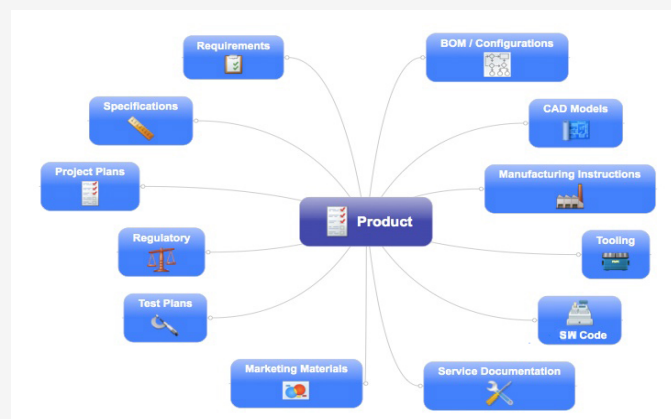 Requirements
BOM / Configurations
Specifications
CAD Models
Project Plans
Manufacturing Instructions
Product
Regulatory
Tooling
Test Plans
SW Code
Marketing Materials
Service Documentation